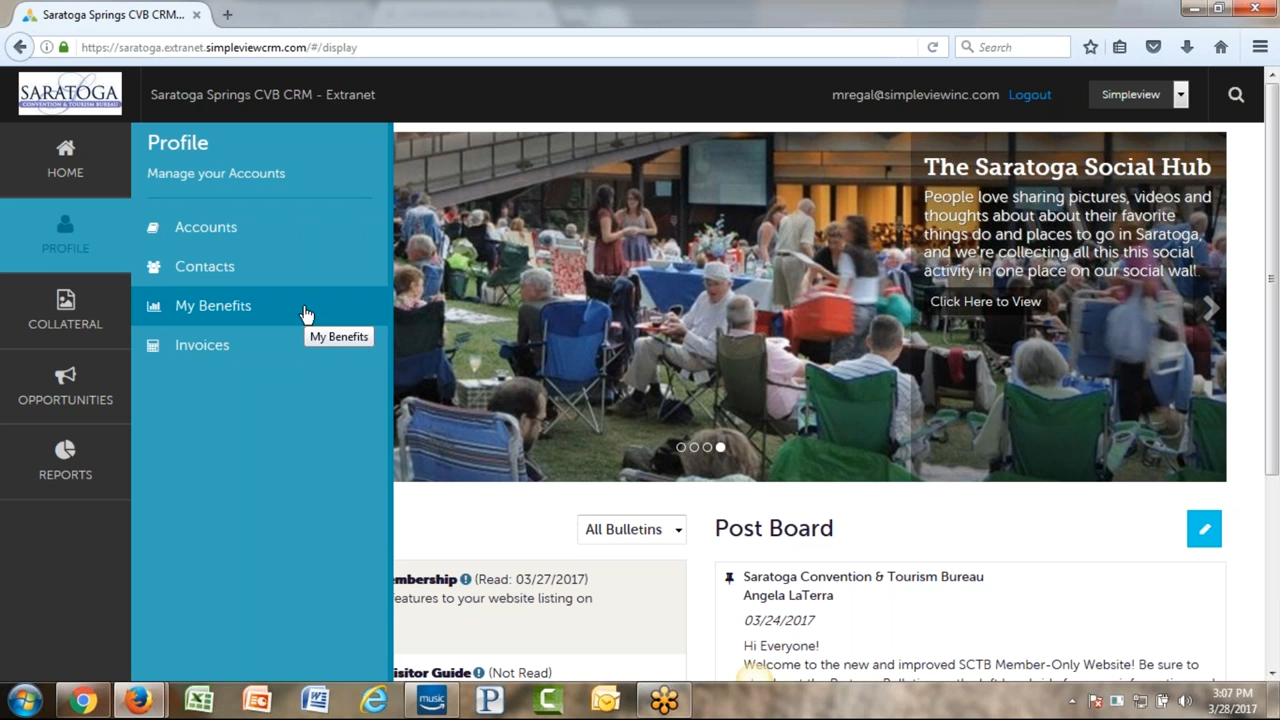 Saratoga Springs CVB CRM...
https://saratoga.extranet.simpleviewcrm.com/#/display
Search
SARATOGA
CONVENTION & TOURISM BUREAU
Saratoga Springs CVB CRM - Extranet
mregal@simpleviewinc.com Logout
Simpleview
HOME
PROFILE
COLLATERAL
OPPORTUNITIES
REPORTS
Profile
Manage your Accounts
Accounts
Contacts
My Benefits
My Benefits
Invoices
The Saratoga Social Hub
People love sharing pictures, videos and
thoughts about about their favorite
things do and places to go in Saratoga,
and we're collecting all this this social
activity in one place on our social wall.
Click Here to View
All Bulletins
mbership (Read: 03/27/2017)
features to your website listing on
isitor Guide (Not Read)
Post Board
Saratoga Convention & Tourism Bureau
Angela LaTerra
03/24/2017
Hi Everyone!
Welcome to the new and improved SCTB Member-Only Website! Be sure to
music
3:07 PM
3/28/2017